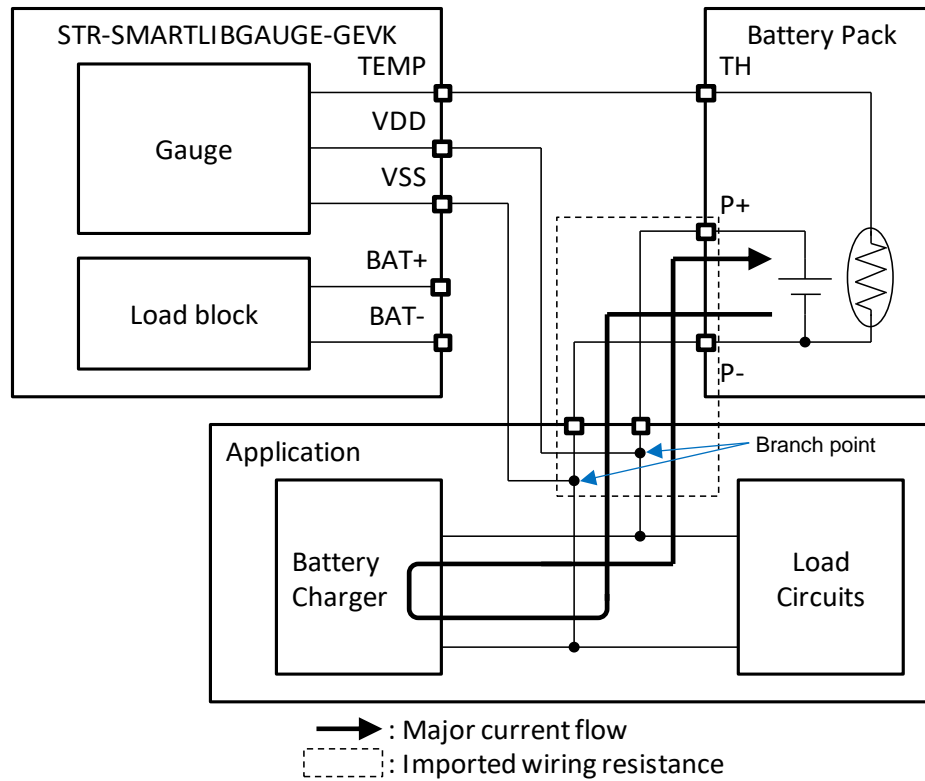 STR-SMARTLIBGAUGE-GEVK
Battery Pack
TEMP
TH
VDD
Gauge
VSS
P+
BAT+
Load block
BAT-
P-
Application
Branch point
Battery
Charger
Load
Circuits
: Major current flow
: Imported wiring resistance